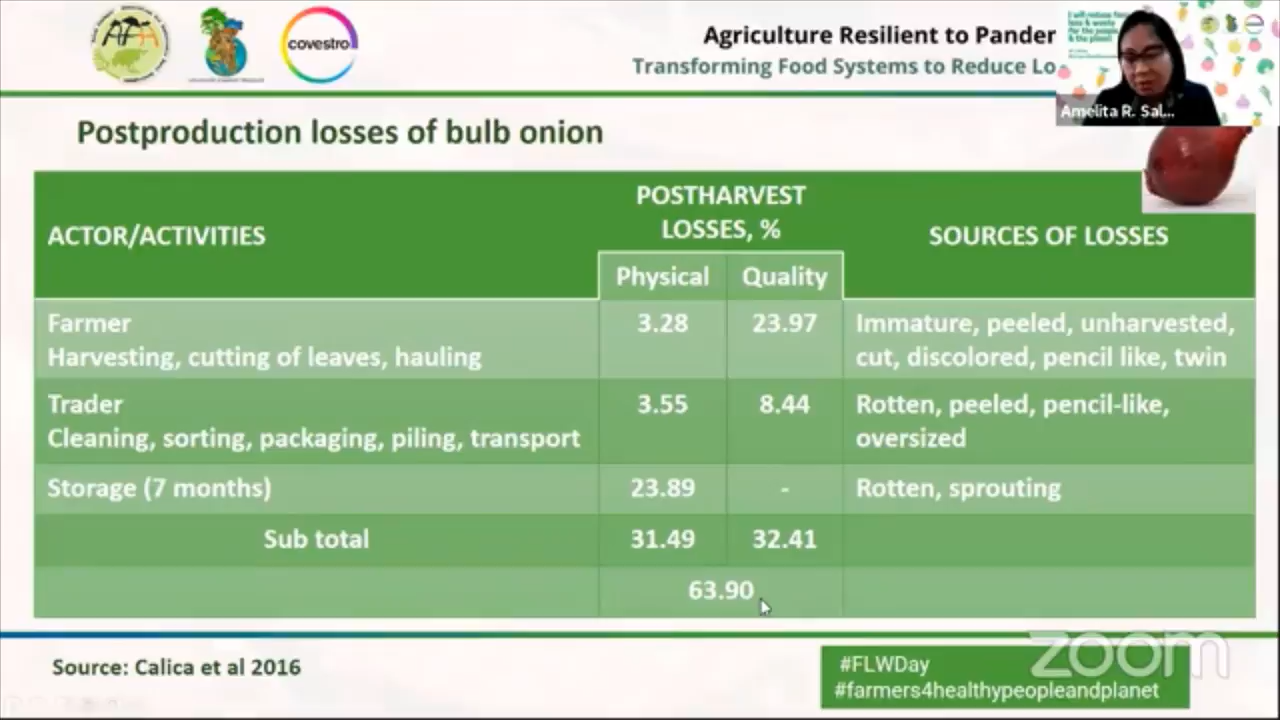 AFHA
covestro
Agriculture Resilient to Pander
Transforming Food Systems to Reduce Lo
Amelita R. Sal...
Postproduction losses of bulb onion
ACTOR/ACTIVITIES
POSTHARVEST
LOSSES, %
SOURCES OF LOSSES
Physical Quality
Farmer 3.28 23.97 Immature, peeled, unharvested,
Harvesting, cutting of leaves, hauling cut, discolored, pencil like, twin
Trader 3.55 8.44 Rotten, peeled, pencil-like,
Cleaning, sorting, packaging, piling, transport oversized
Storage (7 months) 23.89 - Rotten, sprouting
Sub total 31.49 32.41
63.90
zoom
Source: Calica et al 2016
#FLWDay
#farmers4healthypeopleandplanet